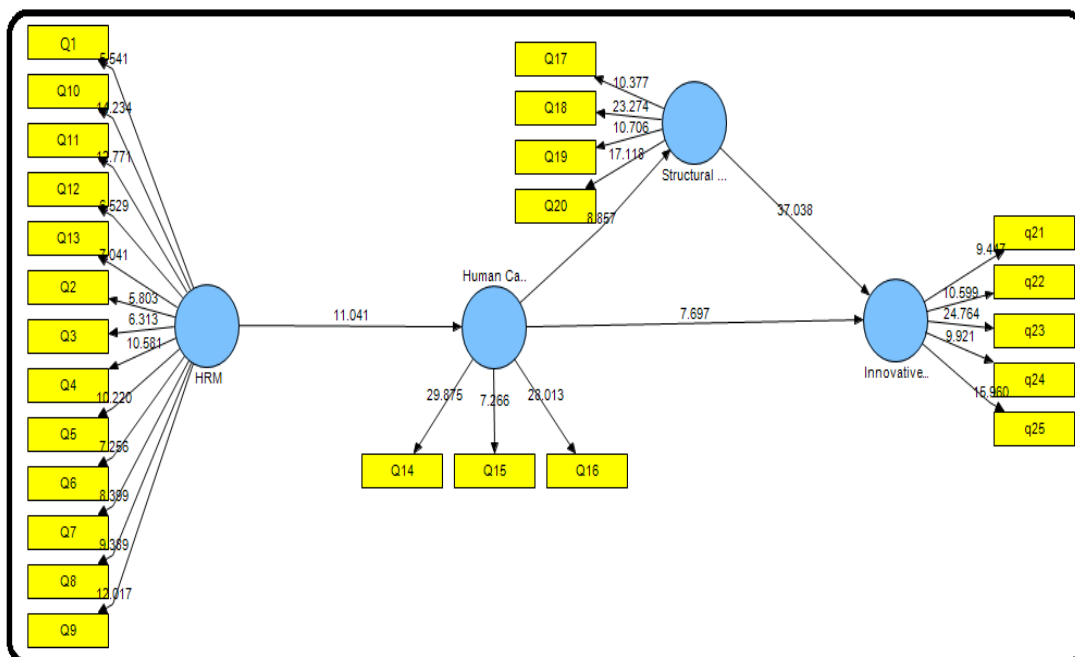 Q1
5.541
Q10
14.234
Q11
12.771
Q12
6.529
Q13
7.041
Q2
5.803
Q3
6.313
Q4
10.581
Q5
10.220
Q6
7.256
Q7
8.399
Q8
9.389
Q9
12.017
HRM
11.041
Human Ca..
29.875
7.266
28.013
Q14
Q15
Q16
8.857
7.697
Q17
10.377
Q18
23.274
Q19
10.706
Q20
17.118
Structural ...
37.038
Innovative...
q21
9.447
q22
10.599
q23
24.764
q24
9.921
q25
15.960